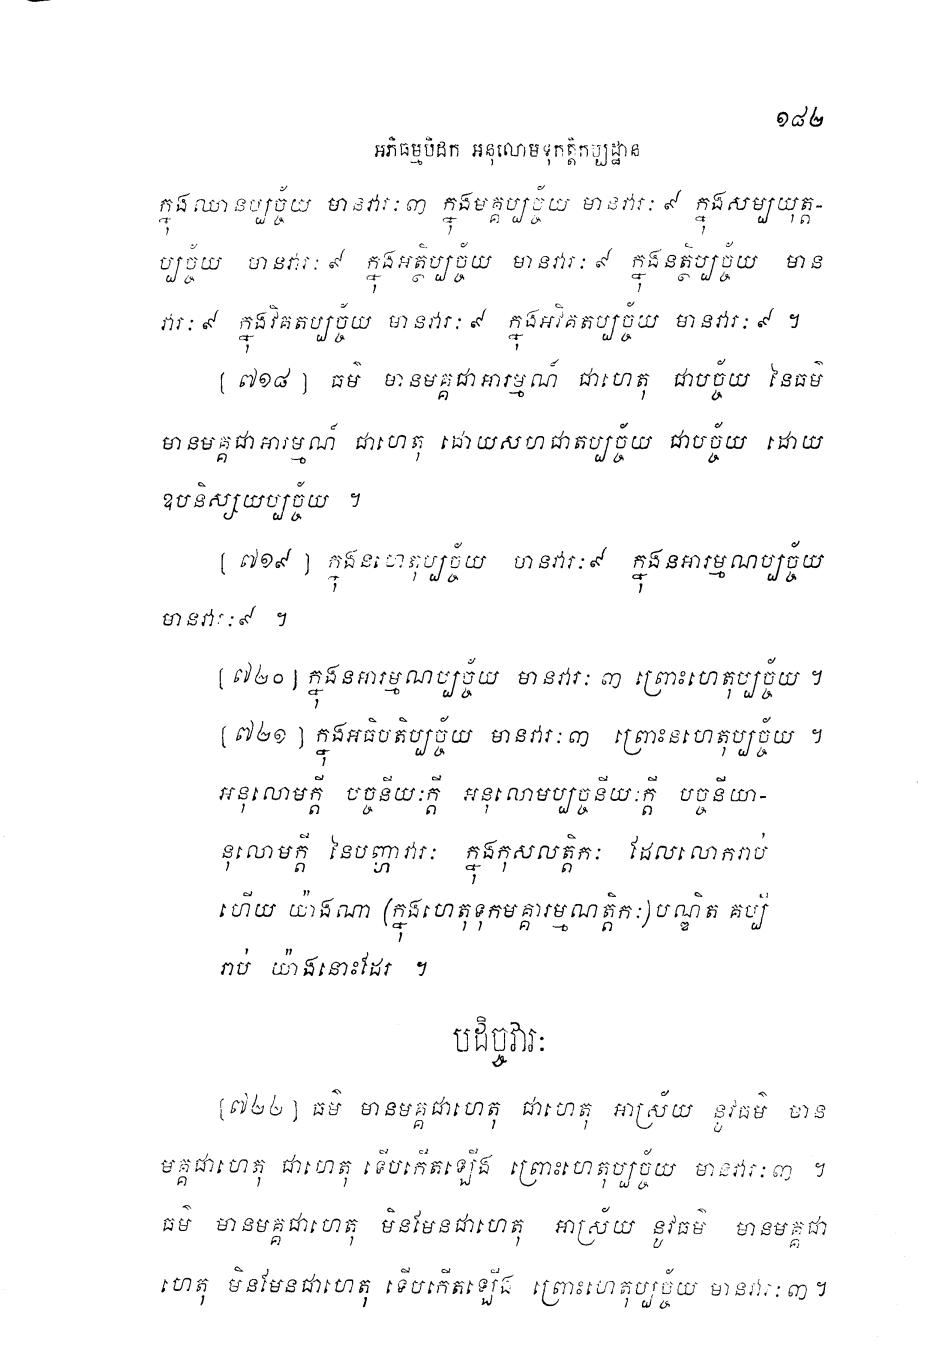 ១៨២
អភិធម្មបិដក អនុលោមទុកត្តិកប្បដ្ឋាន
ក្នុងឈានប្បច្ច័យ មានវារៈ៣ ក្នុងមគ្គប្បច្ច័យ មានវារៈ៩ ក្នុងសម្បយុត្ត-
ប្បច្ច័យ មានវារៈ៩ ក្នុងអត្ថិប្បច្ច័យ មានវារៈ៩ ក្នុងនត្ថិប្បច្ច័យ មាន
វារៈ៩ ក្នុងវិគតប្បច្ច័យ មានវារៈ៩ ក្នុងអវិគតប្បច្ច័យ មានវារៈ៩ ។
[៧១៨] ធម៌ មានមគ្គជាអារម្មណ៍ ជាហេតុ ជាបច្ច័យ នៃធម៌
មានមគ្គជាអារម្មណ៍ ជាហេតុ ដោយសហជាតប្បច្ច័យ ជាបច្ច័យ ដោយ
ឧបនិស្សយប្បច្ច័យ ។
[៧១៩] ក្នុងនហេតុប្បច្ច័យ មានវារៈ៩ ក្នុងនអារម្មណប្បច្ច័យ
មានវារៈ៩ ។
[៧២០] ក្នុងនអារម្មណប្បច្ច័យ មានវារៈ ៣ ព្រោះហេតុប្បច្ច័យ ។
[៧២១] ក្នុងអធិបតិប្បច្ច័យ មានវារៈ៣ ព្រោះនហេតុប្បច្ច័យ ។
អនុលោមក្តី បច្ចនីយៈក្តី អនុលោមប្បច្ចនីយៈក្តី បច្ចនីយា-
នុលោមក្តី នៃបញ្ហាវារៈ ក្នុងកុសលត្តិកៈ ដែលលោករាប់
ហើយ យ៉ាងណា (ក្នុងហេតុទុកមគ្គារម្មណត្តិកៈ) បណ្ឌិត គប្បី
រាប់ យ៉ាងនោះដែរ ។
បដិច្ចវារៈ
[៧២២] ធម៌ មានមគ្គជាហេតុ ជាហេតុ អាស្រ័យ នូវធម៌ មាន
មគ្គជាហេតុ ជាហេតុ ទើបកើតឡើង ព្រោះហេតុប្បច្ច័យ មានវារៈ៣ ។
ធម៌ មានមគ្គជាហេតុ មិនមែនជាហេតុ អាស្រ័យ នូវធម៌ មានមគ្គជា
ហេតុ មិនមែនជាហេតុ ទើបកើតឡើង ព្រោះហេតុប្បច្ច័យ មានវារៈ៣ ។